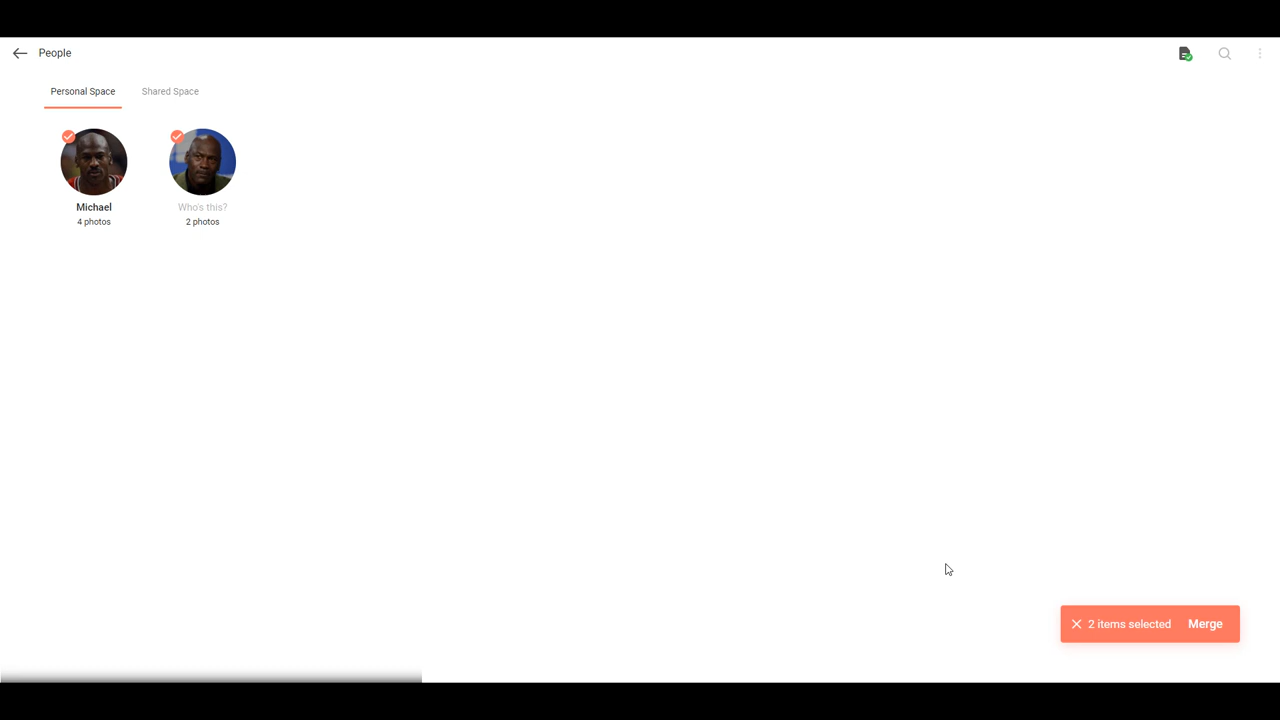 People
Personal Space
Shared Space
Michael
4 photos
Who's this?
2 photos
2 items selected
Merge